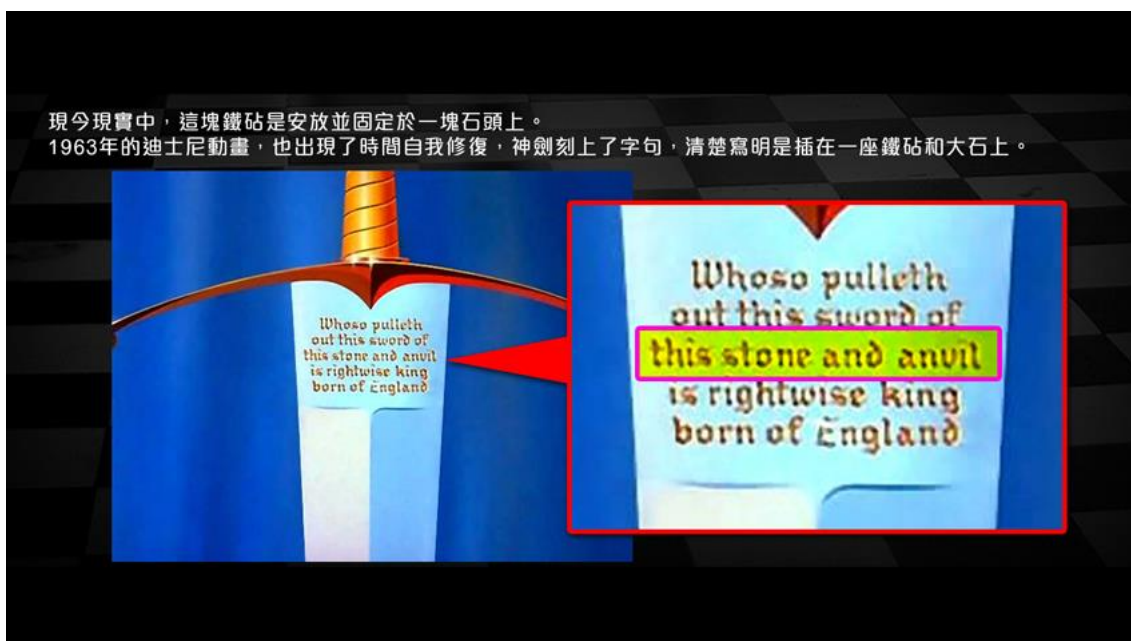 現今現實中，這塊鐵砧是安放並固定於一塊石頭上。
1963年的迪士尼動畫，也出現了時間自我修復，神劍刻上了字句，清楚寫明是插在一座鐵砧和大石上。
Whoso pulleth
out this sword of
this stone and anvil
is rightwise king
born of England
Whoso pulleth
out this sword of
this stone and anvil
is rightwise king
born of England